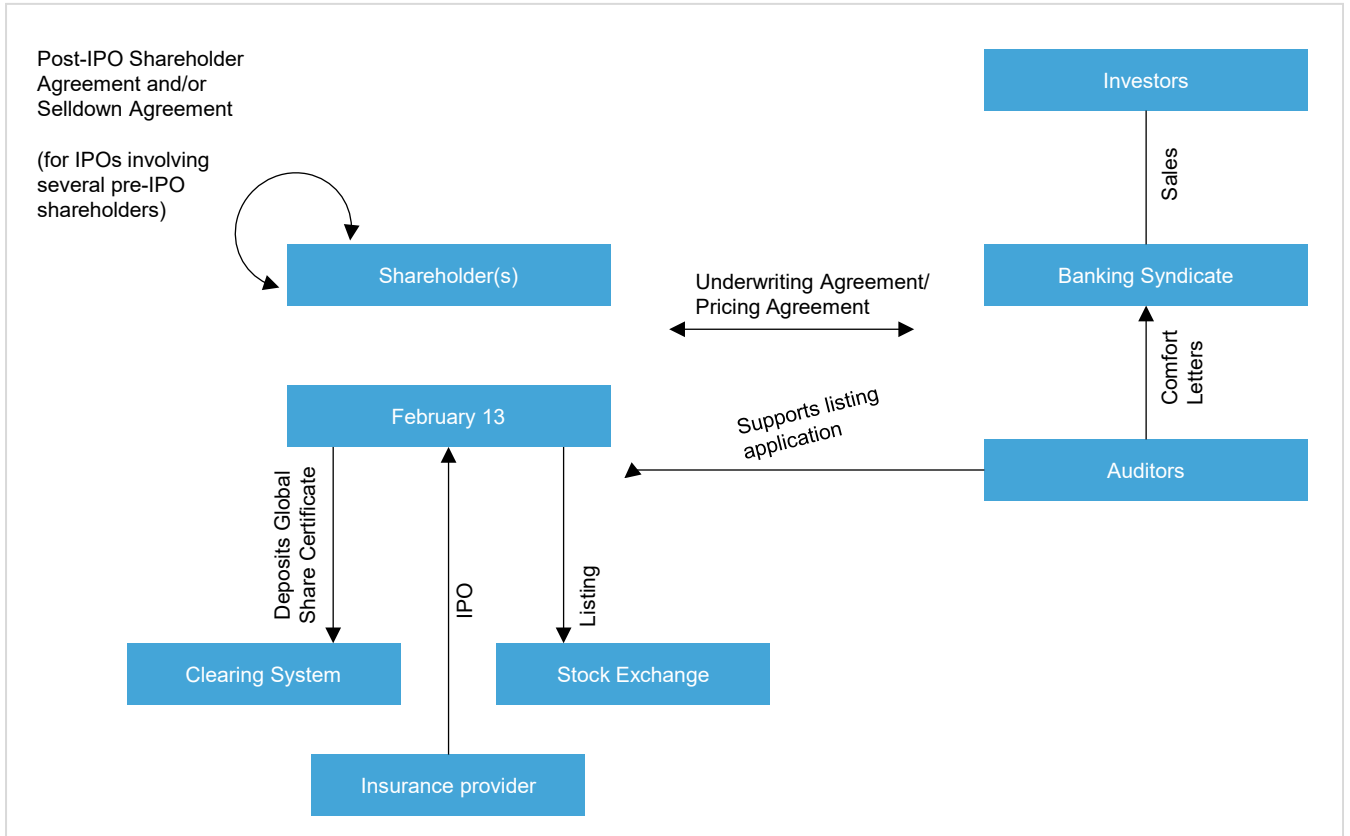 Post-IPO Shareholder
Agreement and/or
Selldown Agreement
(for IPOs involving
several pre-IPO
shareholders)
Investors
Sales
Shareholder(s)
Underwriting Agreement/
Pricing Agreement
Banking Syndicate
Comfort
Letters
February 13
Supports listing
application
Auditors
Deposits Global
Share Certificate
IPO
Listing
Clearing System
Stock Exchange
Insurance provider